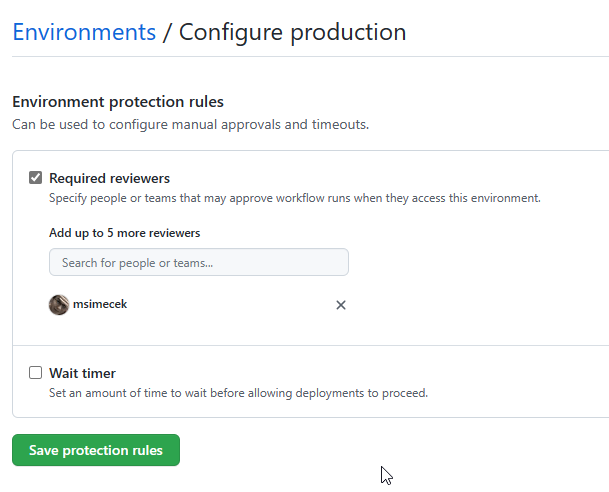 Environments / Configure production
Environment protection rules
Can be used to configure manual approvals and timeouts.
Required reviewers
Specify people or teams that may approve workflow runs when they access this environment.
Add up to 5 more reviewers
Search for people or teams...
msimecek
Wait timer
Set an amount of time to wait before allowing deployments to proceed.
Save protection rules